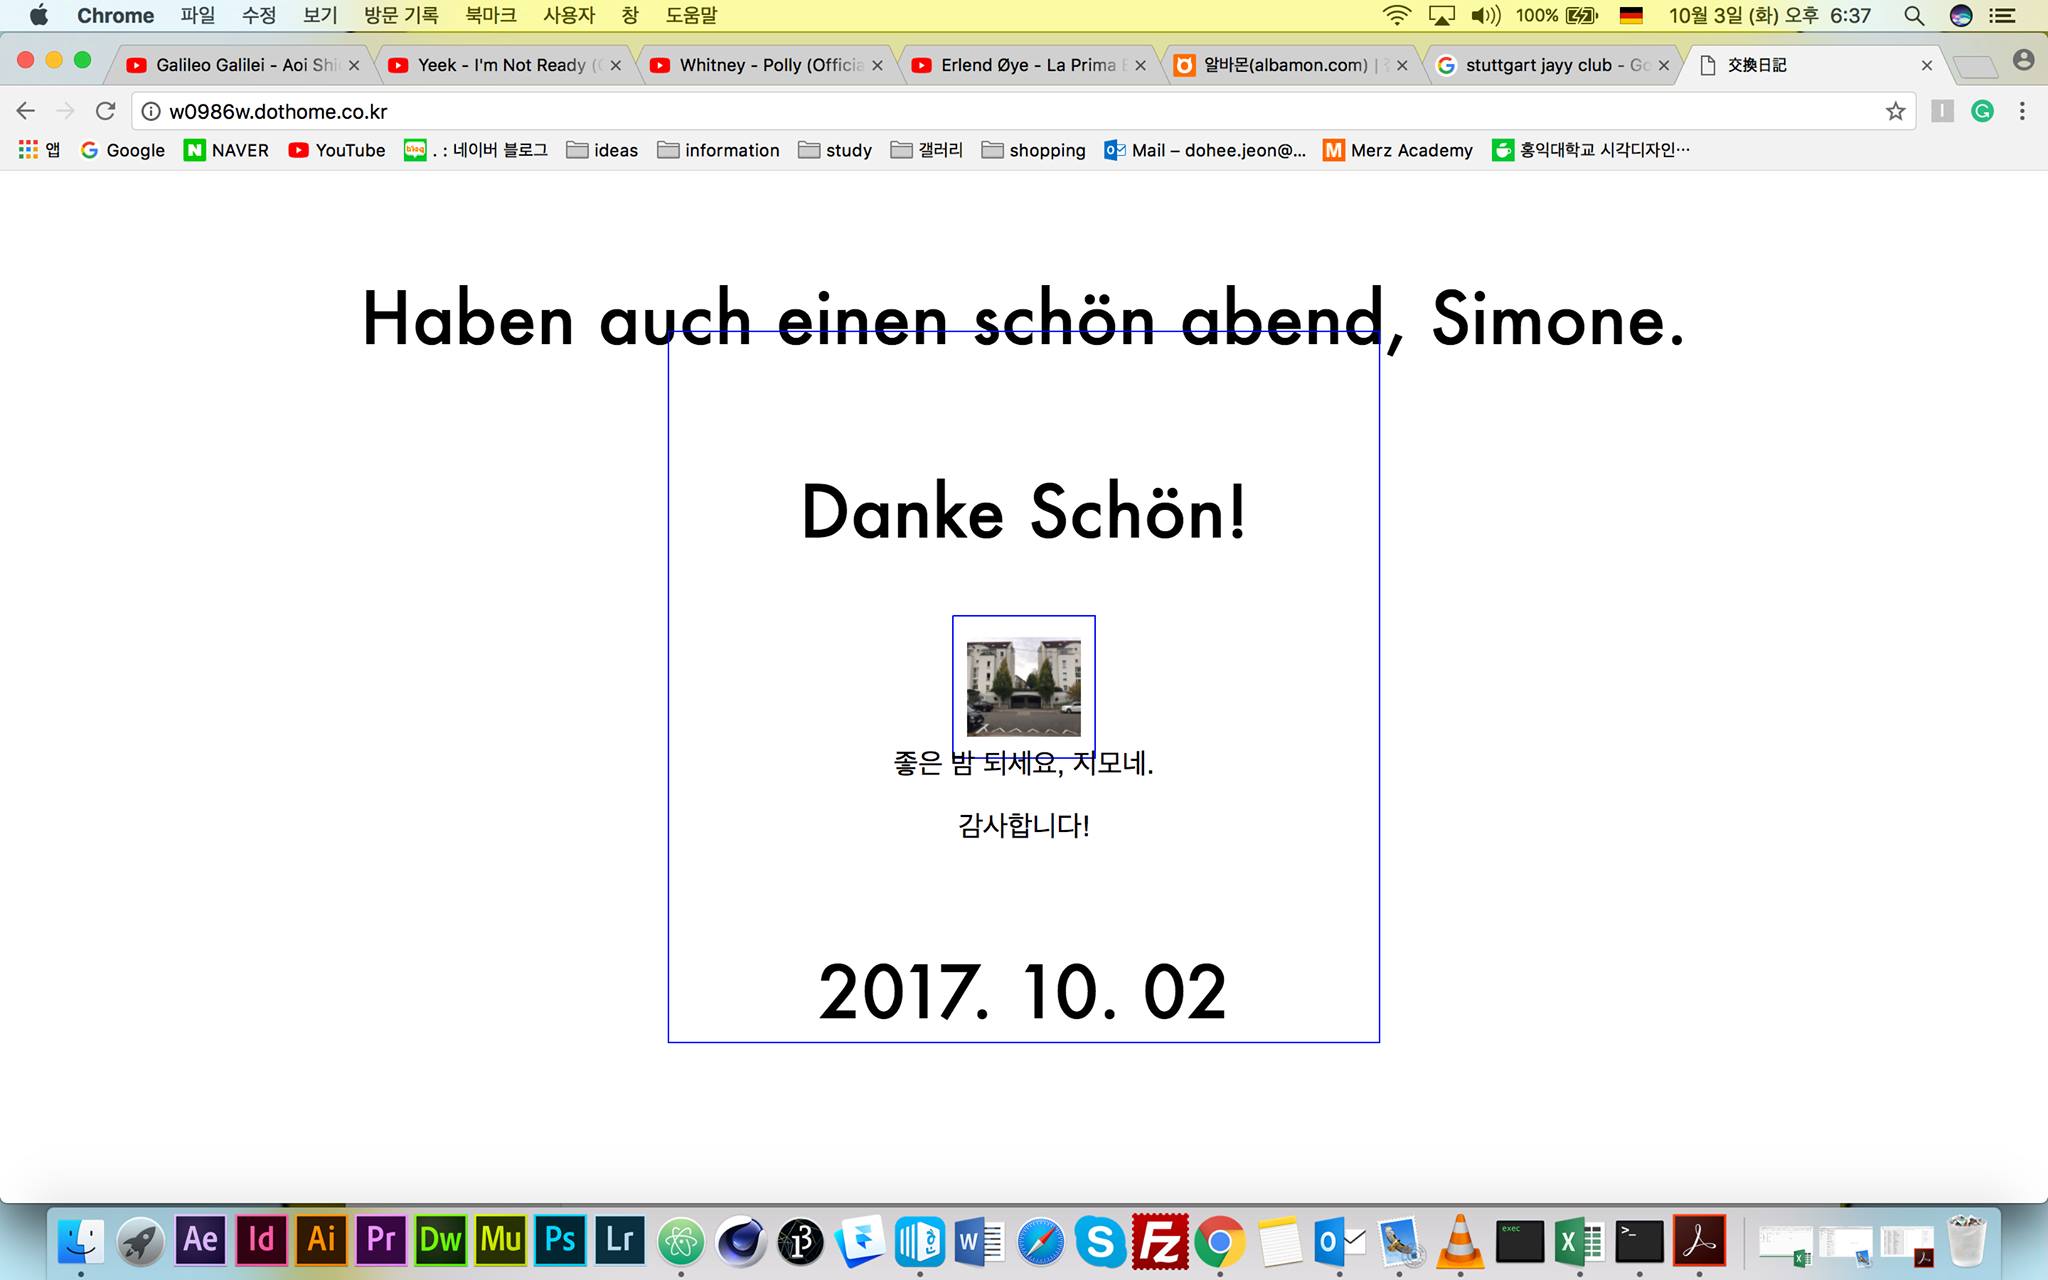 Chrome 파일 수정 보기 방문 기록 북마크 사용자 창 도움말 100% 10월 3일 (화) 오후 6:37
Galileo Galilei - Aoi Shi Yeek - I'm Not Ready ( Whitney - Polly (Officia Erlend Øye - La Prima E 알바몬(albamon.com) | stuttgart jayy club - Go 交換日記
w0986w.dothome.co.kr
앱 Google NAVER YouTube blog . : 네이버 블로그 ideas information study 갤러리 shopping Mail – dohee.jeon@... M Merz Academy 홍익대학교 시각디자인…
Haben auch einen schön abend, Simone.
Danke Schön!
좋은 밤 되세요, 지모네.
감사합니다!
2017. 10. 02
Ae Id Ai Pr Dw Mu Ps Lr W S Fz O exec X >_